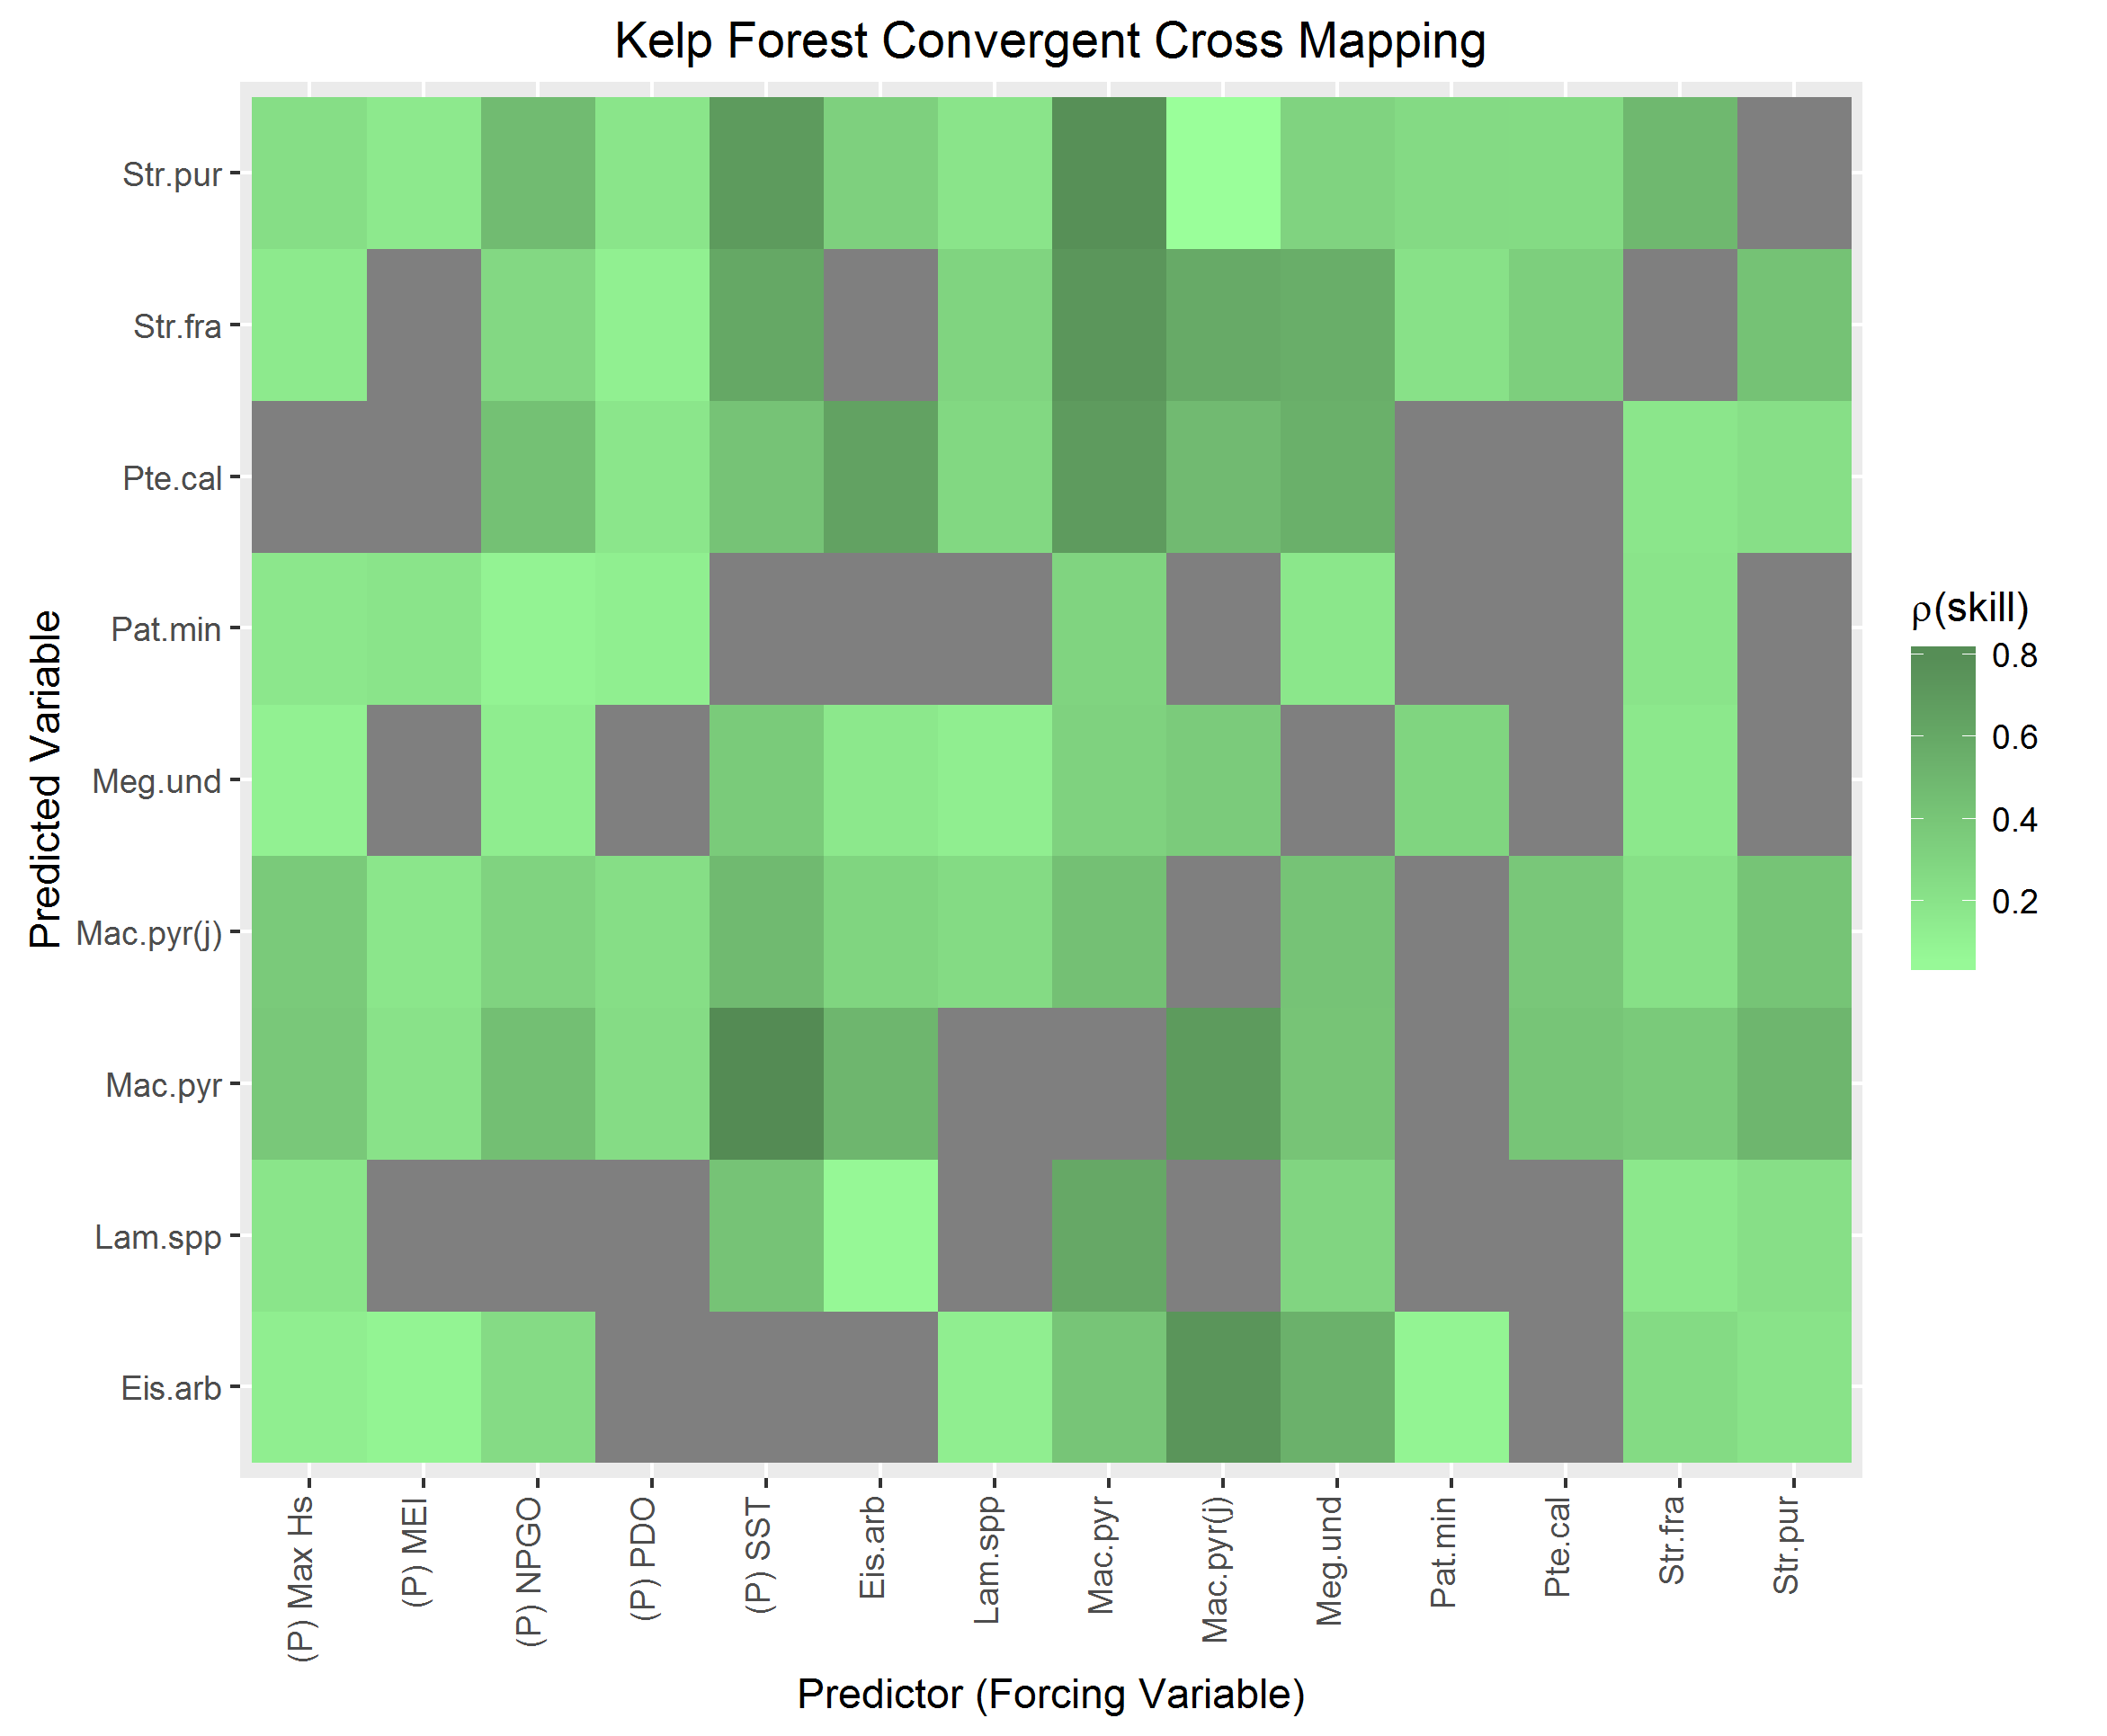 Kelp Forest Convergent Cross Mapping
Predicted Variable
Str.pur
Str.fra
Pte.cal
Pat.min
Meg.und
Mac.pyr(j)
Mac.pyr
Lam.spp
Eis.arb
(P) Max Hs
(P) MEI
(P) NPGO
(P) PDO
(P) SST
Eis.arb
Lam.spp
Mac.pyr
Mac.pyr(j)
Meg.und
Pat.min
Pte.cal
Str.fra
Str.pur
Predictor (Forcing Variable)
ρ(skill)
0.8
0.6
0.4
0.2